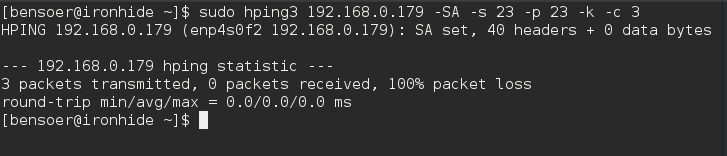 [bensoer@ironhide ~]$ sudo hping3 192.168.0.179 -SA -s 23 -p 23 -k -c 3
HPING 192.168.0.179 (enp4s0f2 192.168.0.179): SA set, 40 headers + 0 data bytes
--- 192.168.0.179 hping statistic ---
3 packets transmitted, 0 packets received, 100% packet loss
round-trip min/avg/max = 0.0/0.0/0.0 ms
[bensoer@ironhide ~]$